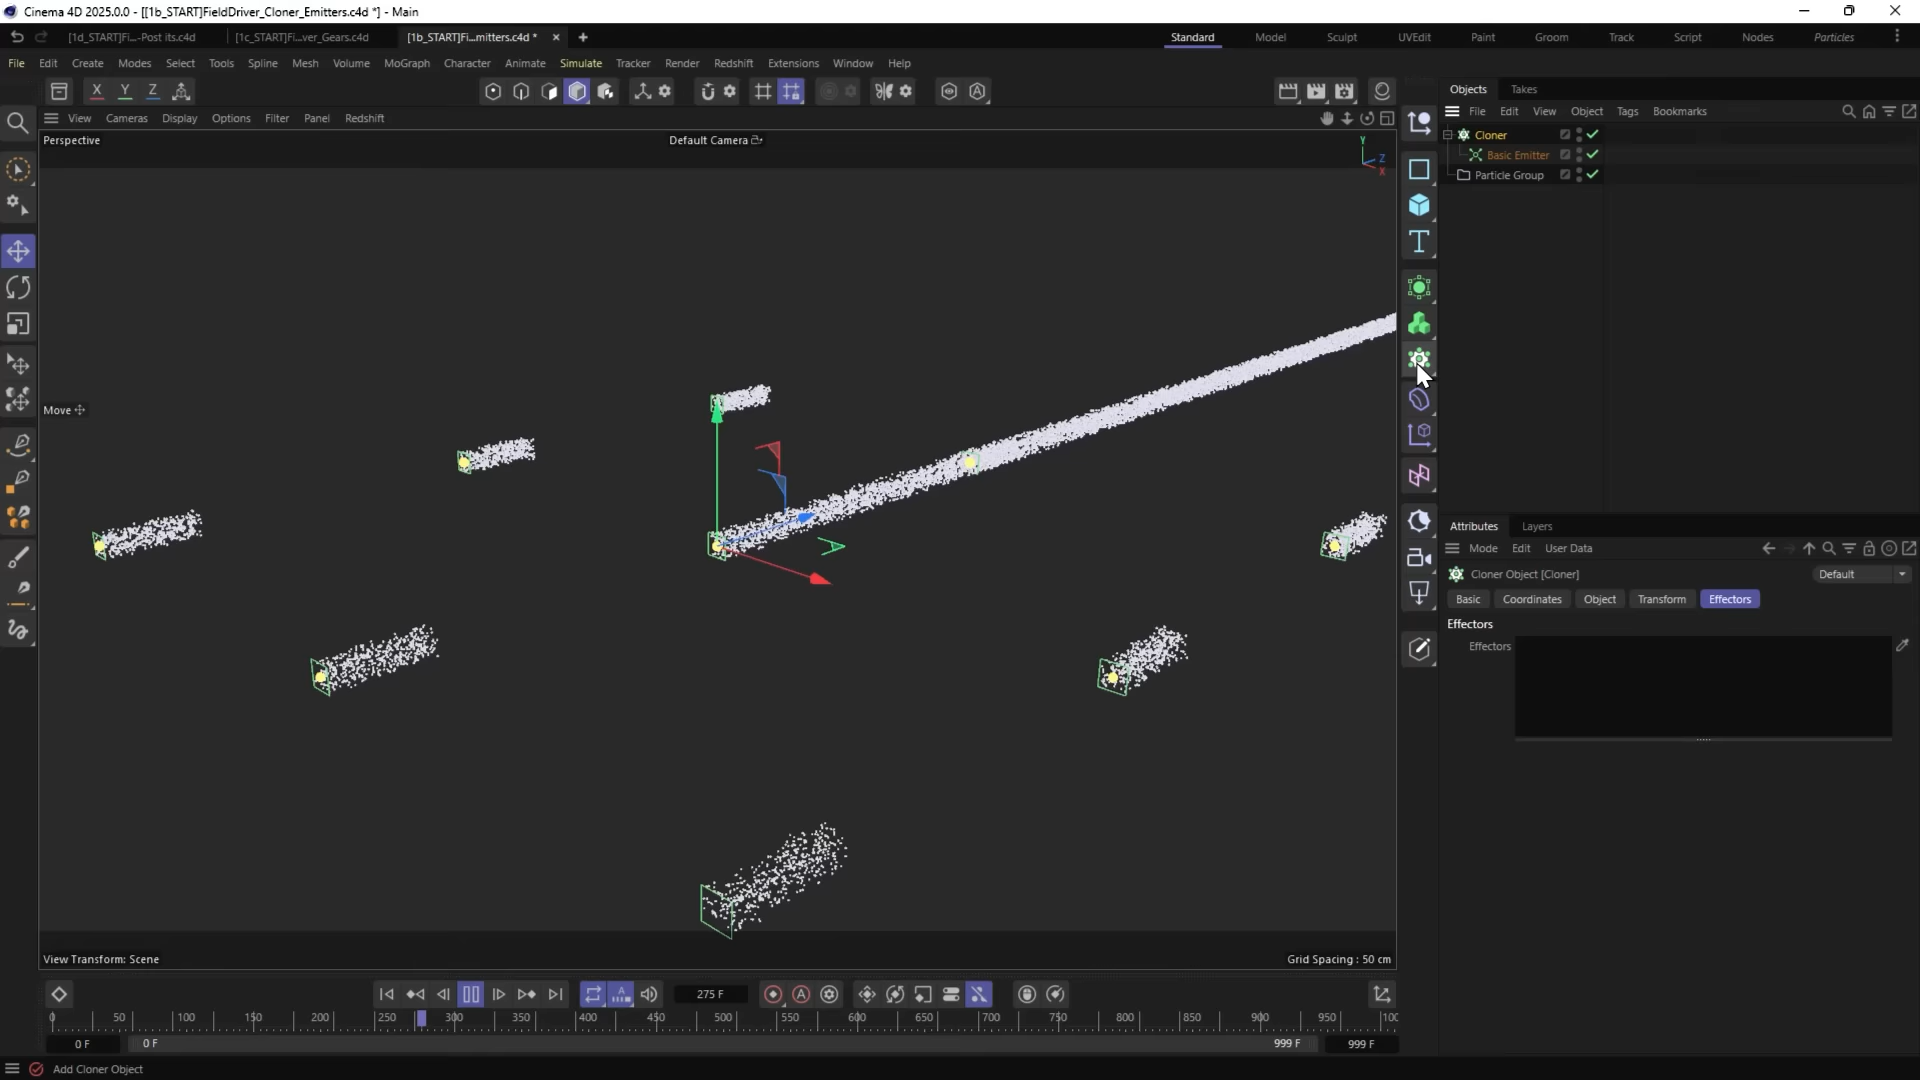 Cinema 4D 2025.0.0 - [[1b_START]FieldDriver_Cloner_Emitters.c4d *] - Main
[1d_START]Fi...-Post its.c4d
[1c_START]Fi...ver_Gears.c4d
[1b_START]Fi...mitters.c4d *
Standard
Model
Sculpt
UVEdit
Paint
Groom
Track
Script
Nodes
Particles
File Edit Create Modes Select Tools Spline Mesh Volume MoGraph Character Animate Simulate Tracker Render Redshift Extensions Window Help
X Y Z
Objects Takes
File Edit View Object Tags Bookmarks
View Cameras Display Options Filter Panel Redshift
Perspective
Default Camera
Y
Z
X
Cloner
Basic Emitter
Particle Group
Move
Attributes Layers
Mode Edit User Data
Cloner Object [Cloner]
Default
Basic Coordinates Object Transform Effectors
Effectors
Effectors
View Transform: Scene
Grid Spacing : 50 cm
275 F
0 50 100 150 200 250 300 350 400 450 500 550 600 650 700 750 800 850 900 950 100
0 F
0 F
999 F
999 F
Add Cloner Object